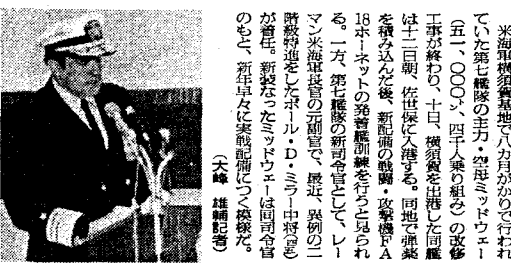 米海軍横須賀基地で八カ月がかりで行われ
ていた第七艦隊の主力・空母ミッドウェー
（五一、〇〇〇㌧、四千人乗り組み）の改修
工事が終わり、十日、横須賀を出港した同艦
は十二日朝、佐世保に入港する。同地で弾薬
を積み込んだ後、新配備の戦闘・攻撃機ＦＡ
18ホーネットの発着艦訓練を行うと見られ
る。一方、第七艦隊の新司令官として、レー
マン米海軍長官の元副官で、最近、異例の二
階級特進をしたポール・Ｄ・ミラー中将（写真）
が着任。新装なったミッドウェーは同司令官
のもと、新年早々に実戦配備につく模様だ。
（大峰　雄輔記者）